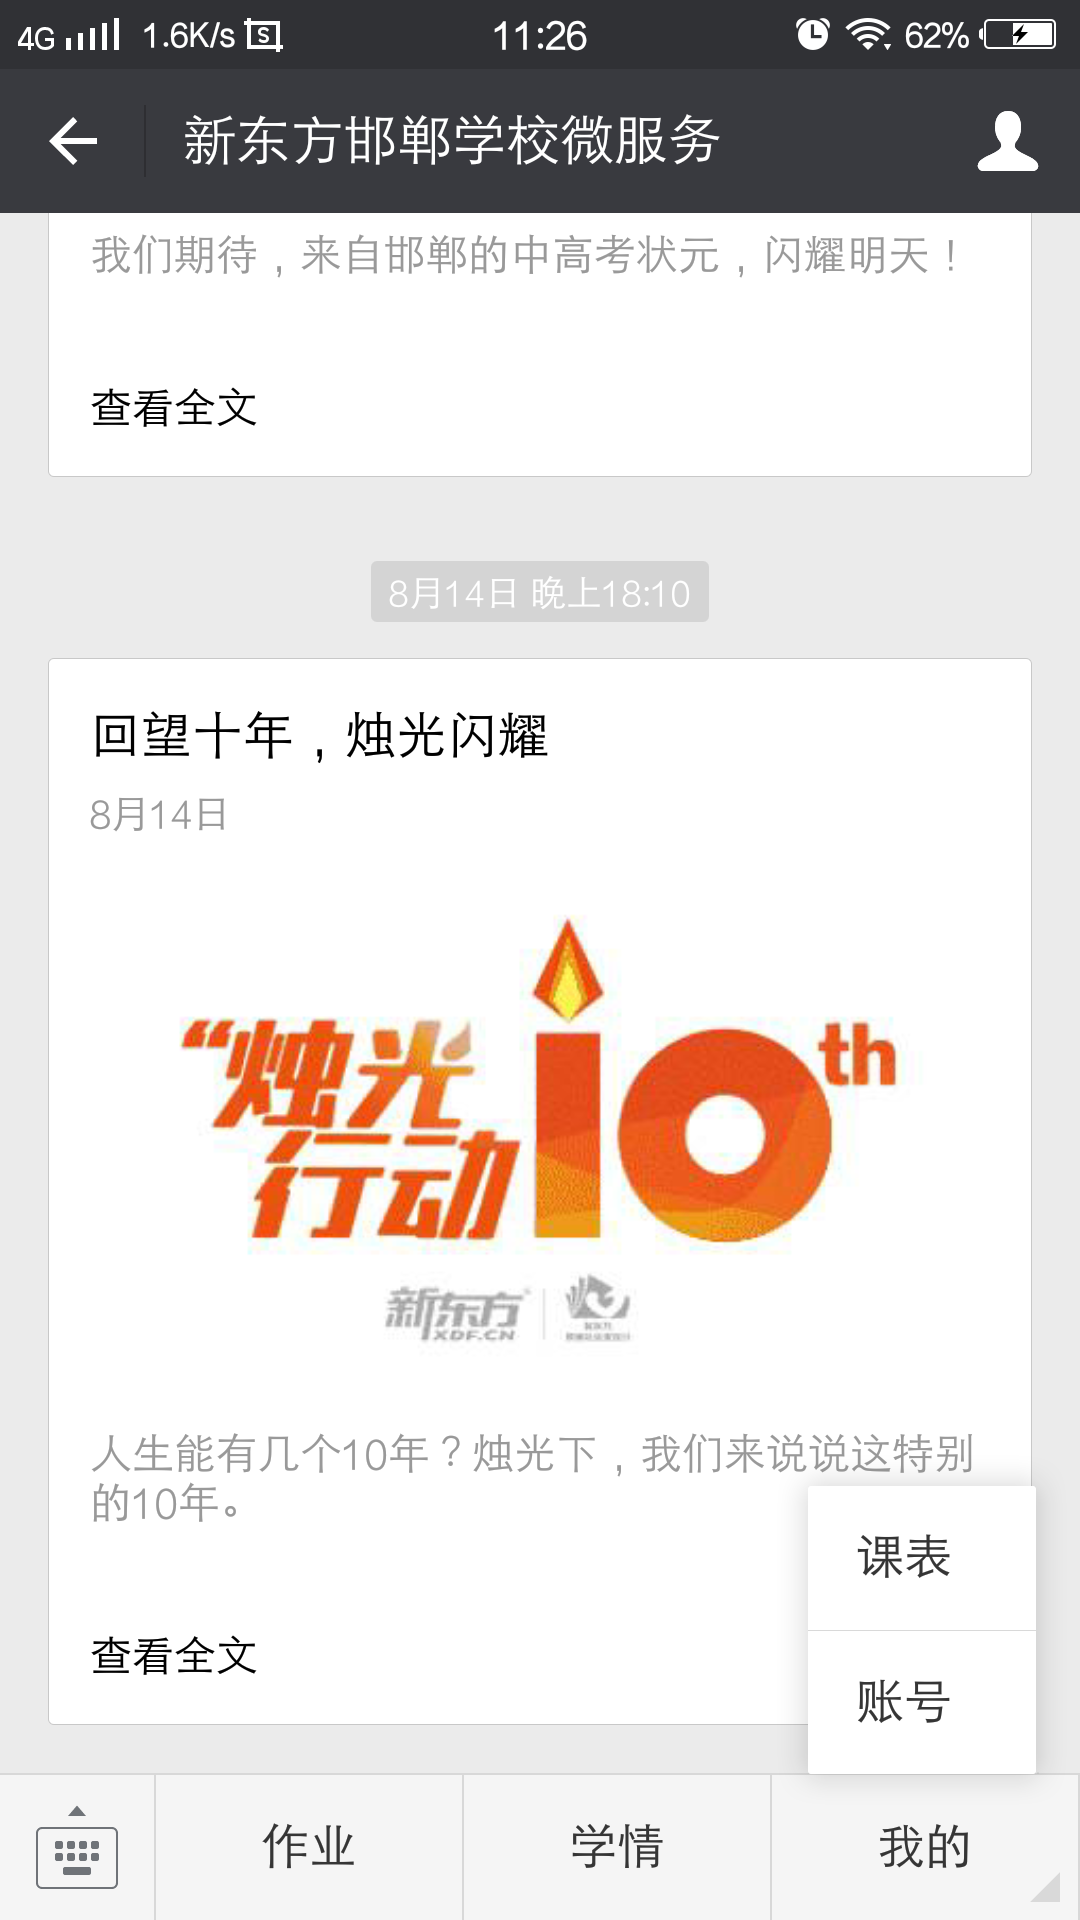 4G 1.6K/s S 11:26 62%
新东方邯郸学校微服务
我们期待，来自邯郸的中高考状元，闪耀明天！
查看全文
8月14日 晚上18:10
回望十年，烛光闪耀
8月14日
“烛光
行动
10th
新东方
XDF.CN
人生能有几个10年？烛光下，我们来说说这特别
的10年。
查看全文
课表
账号
作业
学情
我的